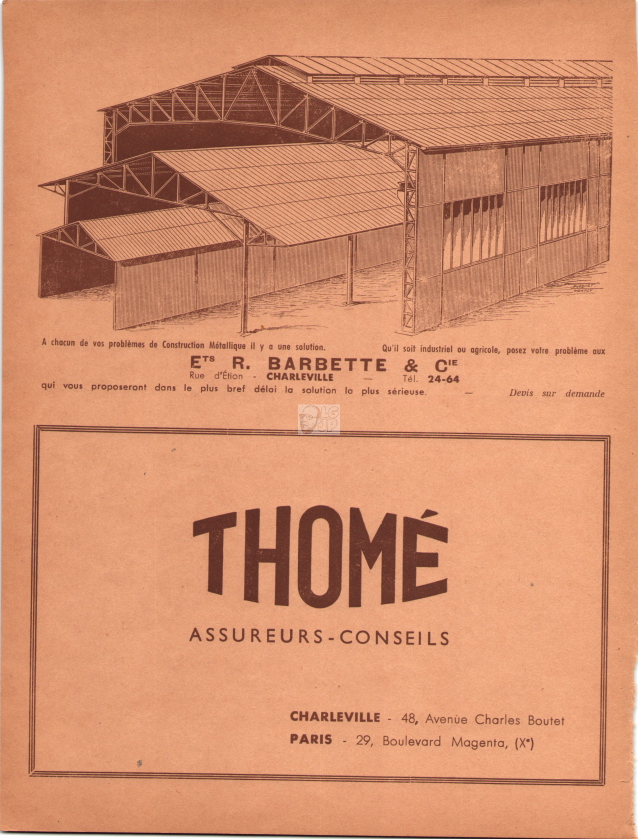 A chacun de vos problèmes de Construction Métallique il y a une solution. Qu'il soit industriel ou agricole, posez votre problème aux
ETS R. BARBETTE & CIE
Rue d'Étion - CHARLEVILLE — Tél. 24-64
qui vous proposeront dans le plus bref délai la solution la plus sérieuse. — Devis sur demande
LG
JP
THOMÉ
ASSUREURS-CONSEILS
CHARLEVILLE - 48, Avenue Charles Boutet
PARIS - 29, Boulevard Magenta, (Xe)